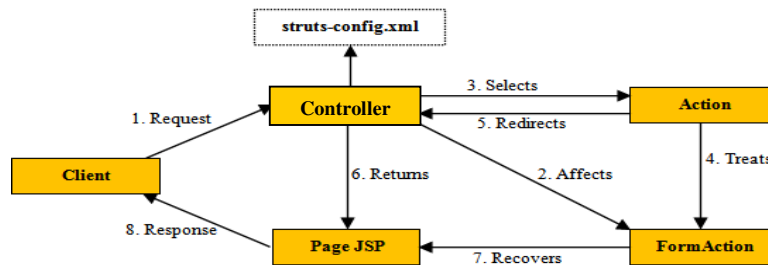 struts-config.xml
3. Selects
Controller
Action
1. Request
5. Redirects
4. Treats
Client
6. Returns
2. Affects
8. Response
Page JSP
7. Recovers
FormAction